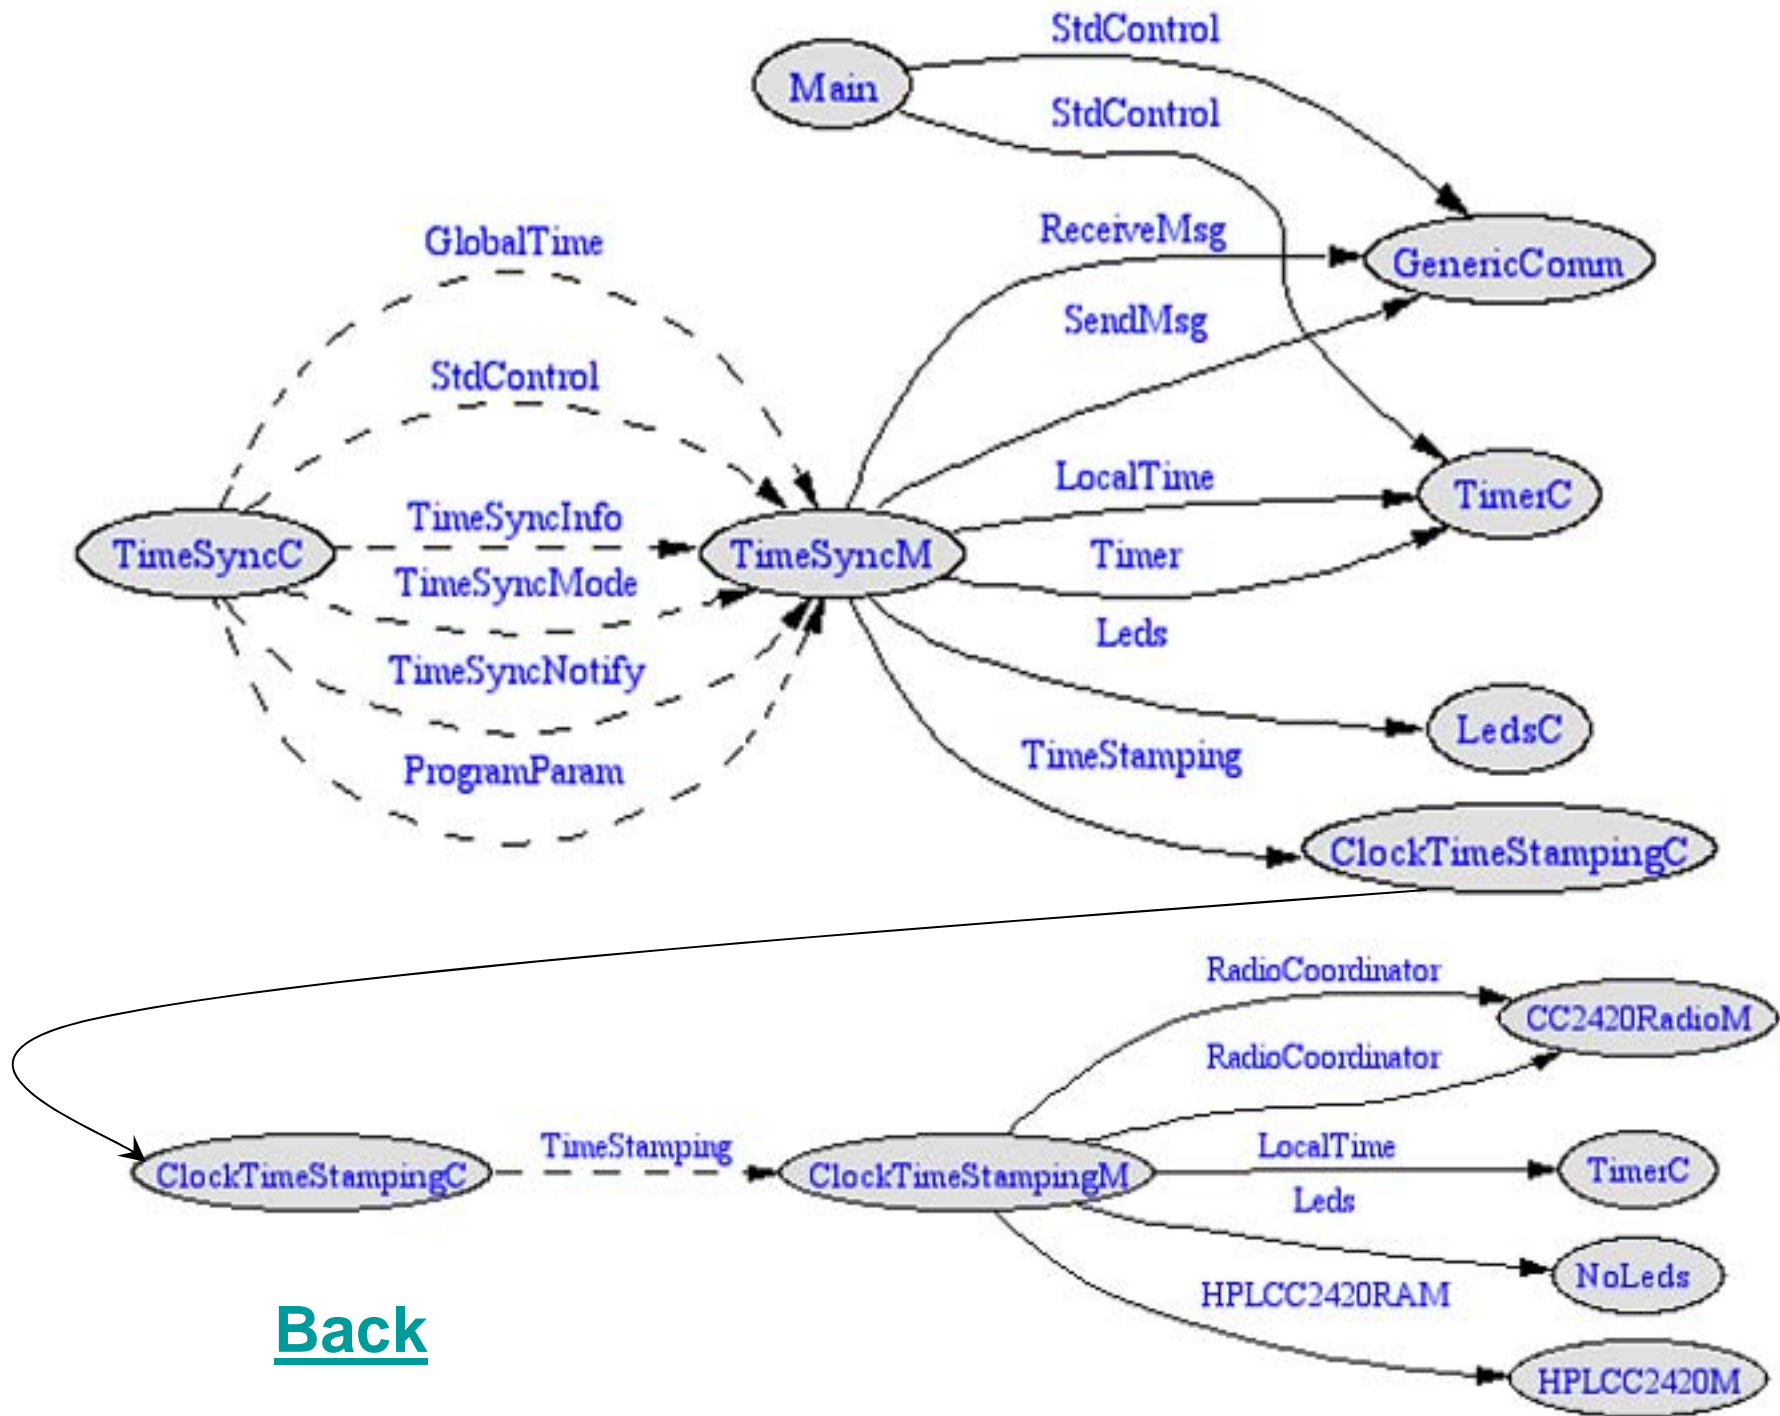 StdControl
Main
StdControl
ReceiveMsg
GlobalTime
GenericComm
SendMsg
StdControl
LocalTime
TimerC
TimeSyncInfo
TimeSyncC
TimeSyncM
Timer
TimeSyncMode
Leds
TimeSyncNotify
LedsC
TimeStamping
ProgramParam
ClockTimeStampingC
RadioCoordinator
CC2420RadioM
RadioCoordinator
TimeStamping
LocalTime
ClockTimeStampingC
ClockTimeStampingM
TimerC
Leds
NoLeds
HPLCC2420RAM
Back
HPLCC2420M